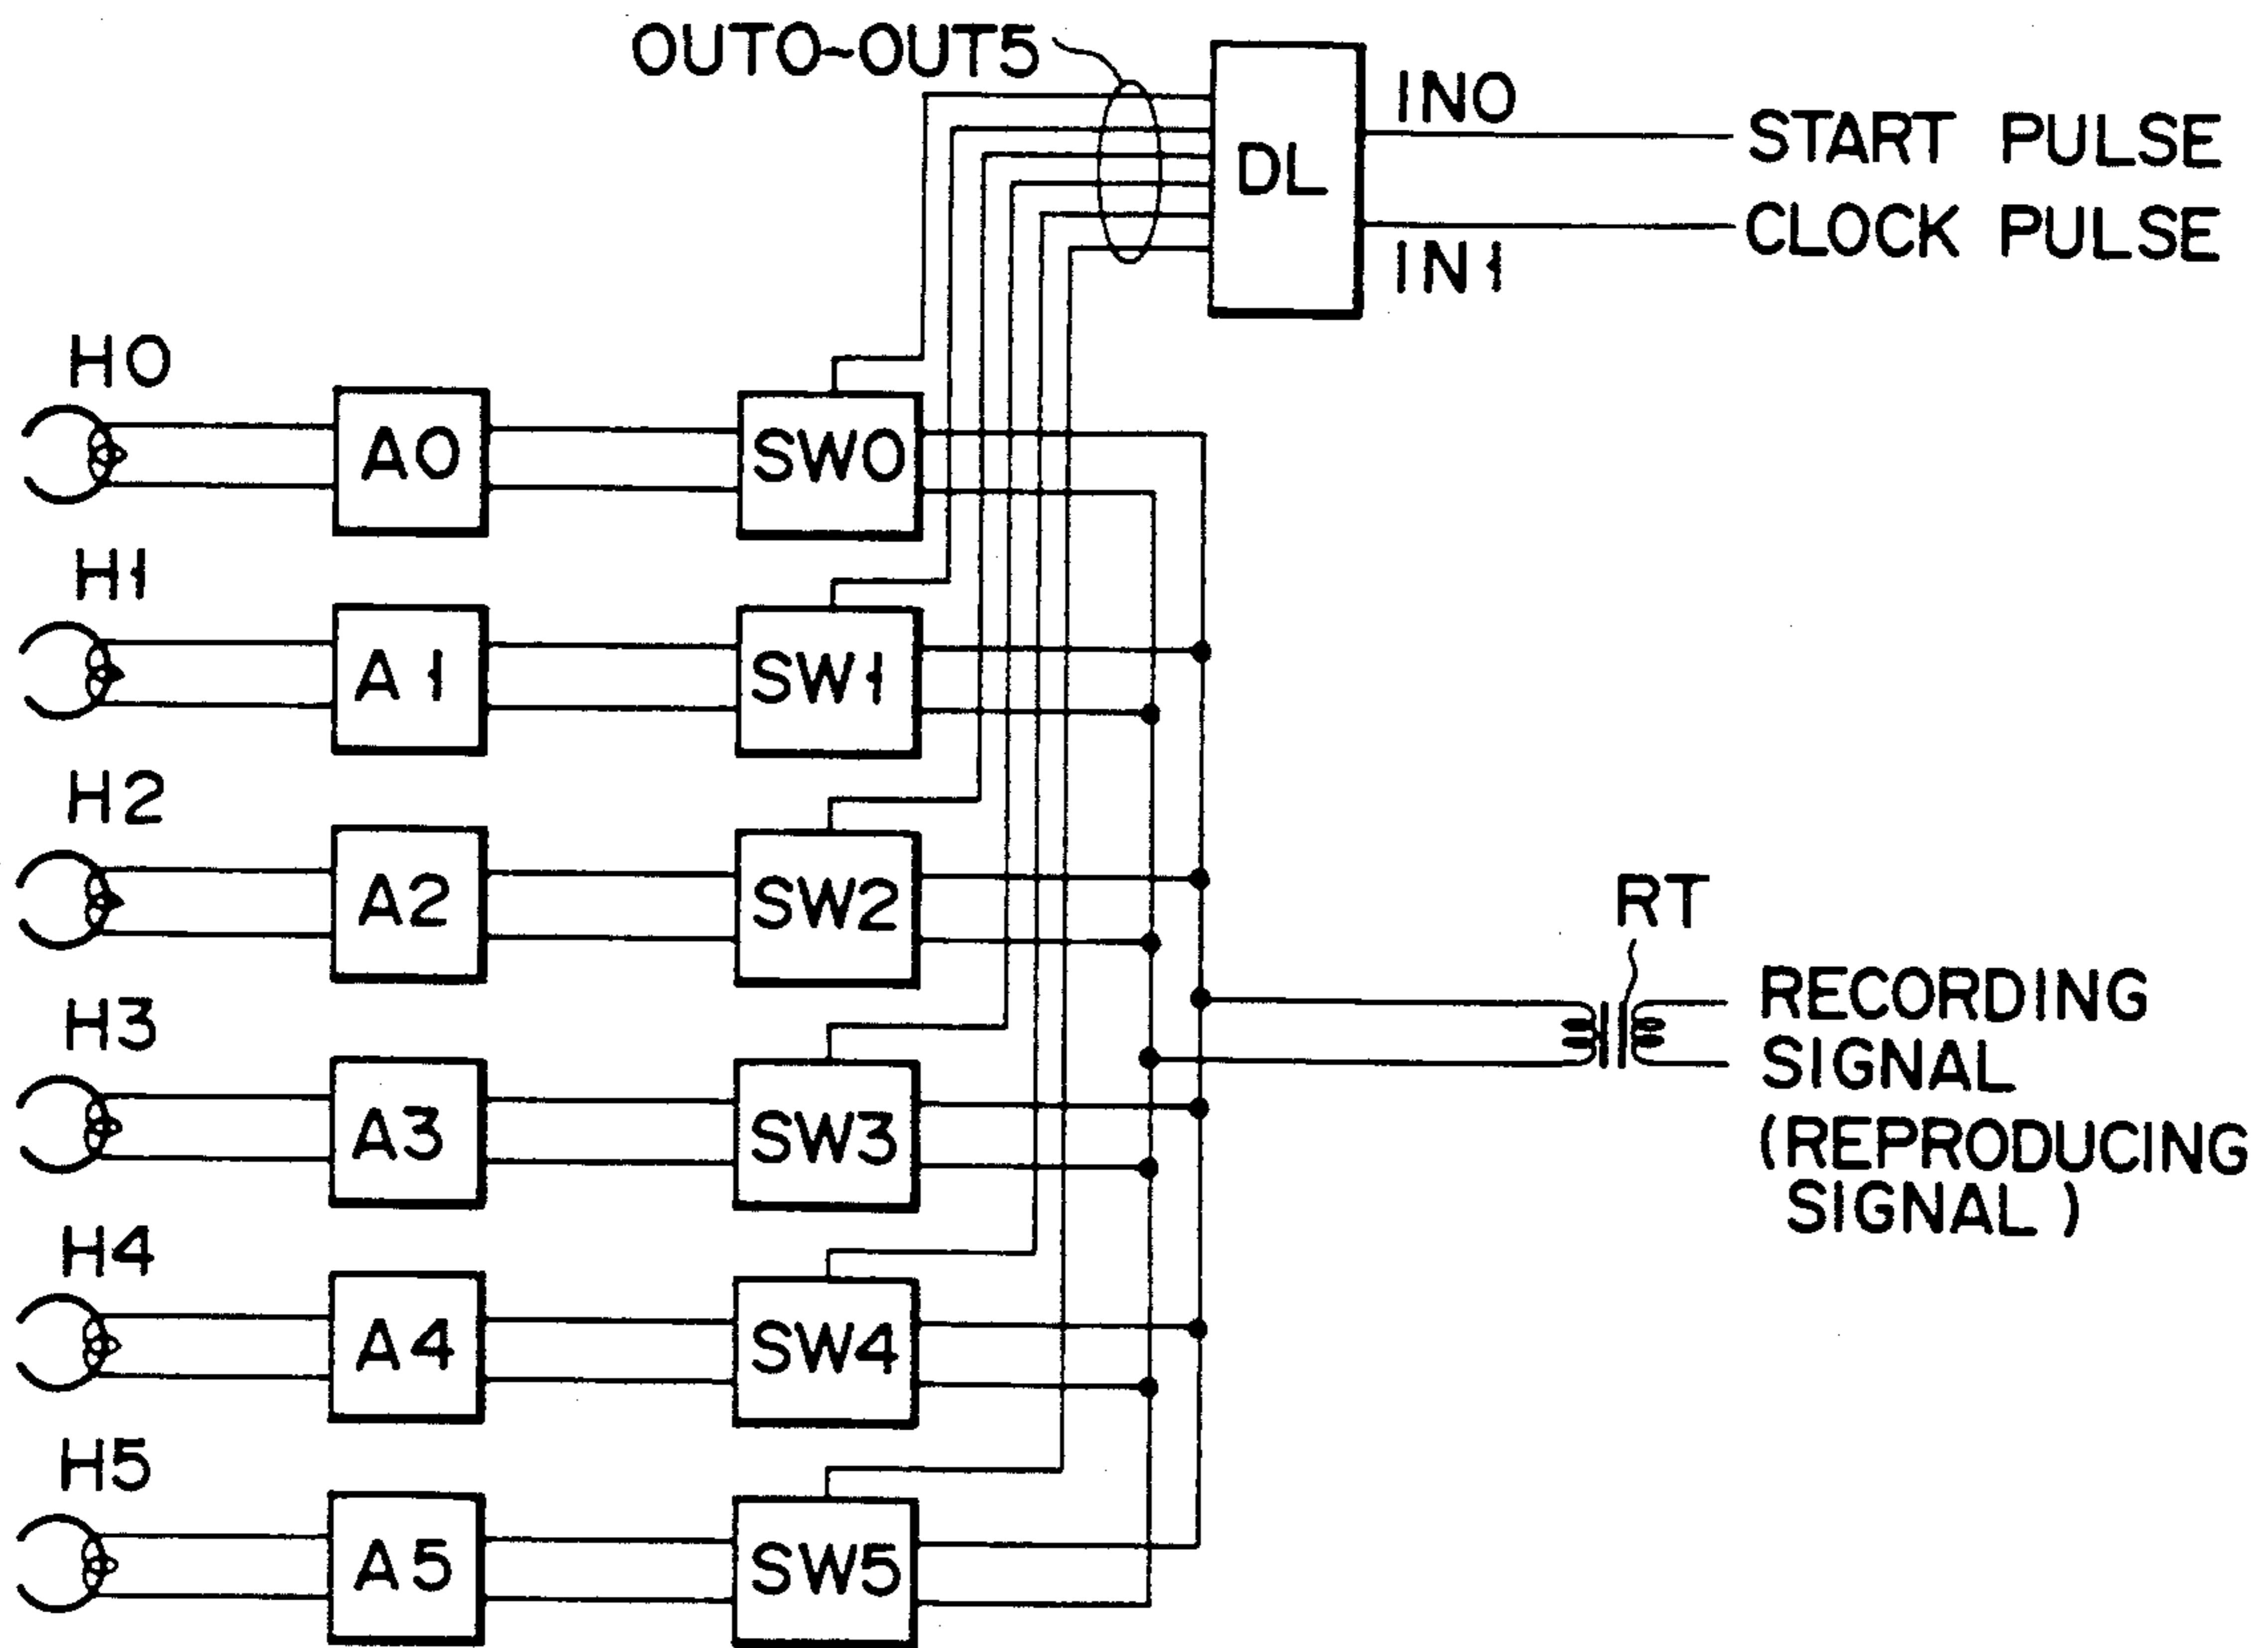 OUT0~OUT5
DL
IN0
START PULSE
CLOCK PULSE
IN1
H0
A0
SW0
H1
A1
SW1
H2
A2
SW2
RT
RECORDING
SIGNAL
(REPRODUCING
SIGNAL)
H3
A3
SW3
H4
A4
SW4
H5
A5
SW5